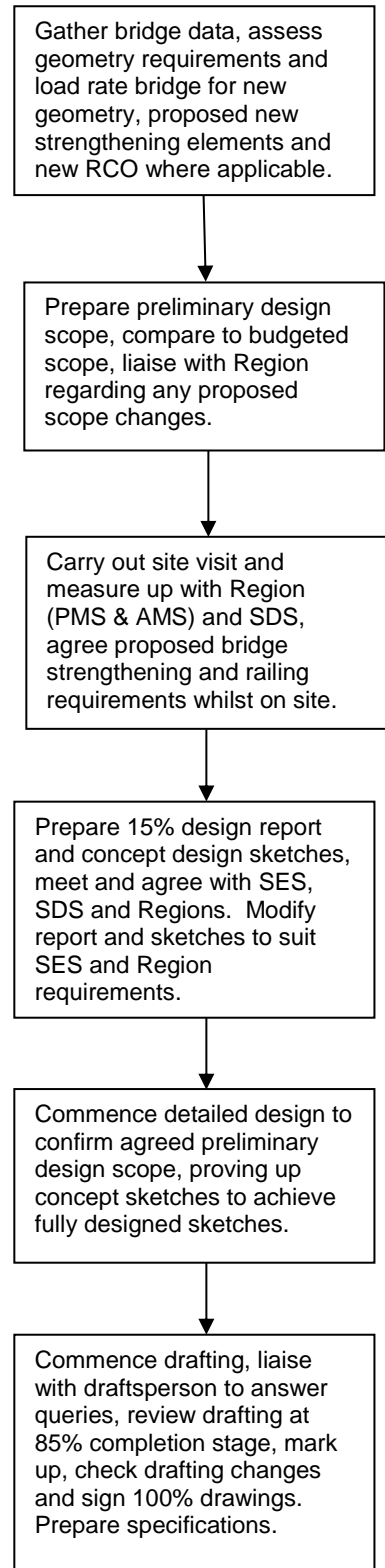 Gather bridge data, assess
geometry requirements and
load rate bridge for new
geometry, proposed new
strengthening elements and
new RCO where applicable.
Prepare preliminary design
scope, compare to budgeted
scope, liaise with Region
regarding any proposed
scope changes.
Carry out site visit and
measure up with Region
(PMS & AMS) and SDS,
agree proposed bridge
strengthening and railing
requirements whilst on site.
Prepare 15% design report
and concept design sketches,
meet and agree with SES,
SDS and Regions.  Modify
report and sketches to suit
SES and Region
requirements.
Commence detailed design to
confirm agreed preliminary
design scope, proving up
concept sketches to achieve
fully designed sketches.
Commence drafting, liaise
with draftsperson to answer
queries, review drafting at
85% completion stage, mark
up, check drafting changes
and sign 100% drawings.
Prepare specifications.